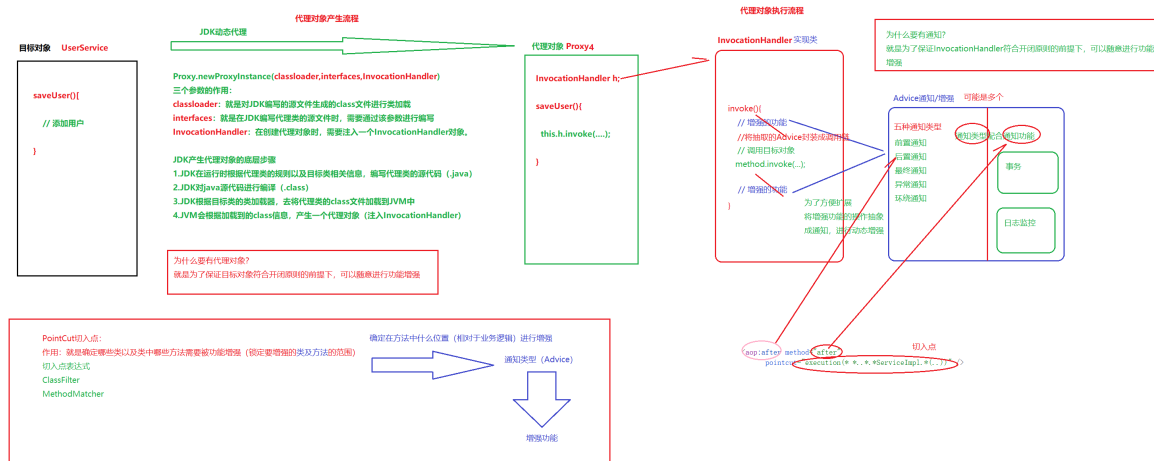 代理对象产生流程
代理对象执行流程
JDK动态代理
目标对象 UserService
代理对象 Proxy4
InvocationHandler 实现类
为什么要有通知?
就是为了保证InvocationHandler符合开闭原则的前提下，可以随意进行功能
增强
saveUser(){
// 添加用户
}
Proxy.newProxyInstance(classloader,interfaces,InvocationHandler)
三个参数的作用：
classloader：就是对JDK编写的源文件生成的class文件进行类加载
interfaces：就是在JDK编写代理类的源文件时，需要通过该参数进行编写
InvocationHandler：在创建代理对象时，需要注入一个InvocationHandler对象。
JDK产生代理对象的底层步骤
1.JDK在运行时根据代理类的规则以及目标类相关信息，编写代理类的源代码（.java）
2.JDK对java源代码进行编译（.class）
3.JDK根据目标类的类加载器，去将代理类的class文件加载到JVM中
4.JVM会根据加载到的class信息，产生一个代理对象（注入InvocationHandler）
InvocationHandler h;
saveUser(){
this.h.invoke(....);
}
invoke(){
// 增强的功能
//将抽取的Advice封装成调用链
// 调用目标对象
method.invoke(...);
// 增强的功能
}
为了方便扩展
将增强功能的操作抽象
成通知，进行动态增强
Advice通知/增强 可能是多个
五种通知类型
前置通知
后置通知
最终通知
异常通知
环绕通知
通知类型配合通知功能
事务
日志监控
为什么要有代理对象?
就是为了保证目标对象符合开闭原则的前提下，可以随意进行功能增强
PointCut切入点：
作用：就是确定哪些类以及类中哪些方法需要被功能增强（锁定要增强的类及方法的范围）
切入点表达式
ClassFilter
MethodMatcher
确定在方法中什么位置（相对于业务逻辑）进行增强
通知类型（Advice）
增强功能
切入点
aop:after method="after"
pointcut="execution(* *..*.*ServiceImpl.*(..))"